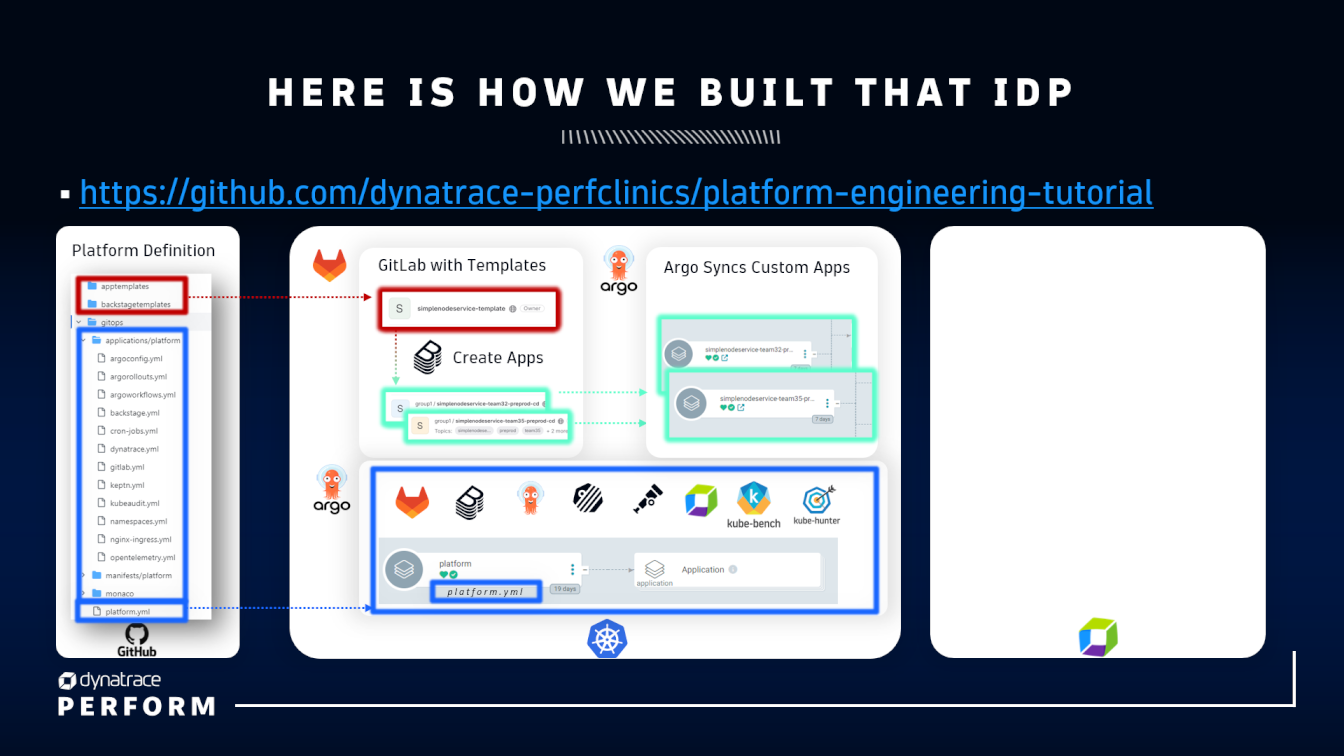 HERE IS HOW WE BUILT THAT IDP
https://github.com/dynatrace-perfclinics/platform-engineering-tutorial
Platform Definition
apptemplates
backstagetemplates
gitops
applications/platform
argoconfig.yml
argorollouts.yml
argoworkflows.yml
backstage.yml
cron-jobs.yml
dynatrace.yml
gitlab.yml
keptn.yml
kubeaudit.yml
namespaces.yml
nginx-ingress.yml
opentelemetry.yml
manifests/platform
monaco
platform.yml
GitHub
GitLab with Templates
S
simplenodeservice-template
Owner
Create Apps
S
group1 / simplenodeservice-team32-preprod-cd
S
group1 / simplenodeservice-team35-preprod-cd
Topics: simplenodese... preprod team35 + 2 more
argo
Argo Syncs Custom Apps
simplenodeservice-team32-pr...
simplenodeservice-team35-pr...
7 days
argo
kube-bench
kube-hunter
platform
platform.yml
19 days
application
Application
dynatrace
PERFORM